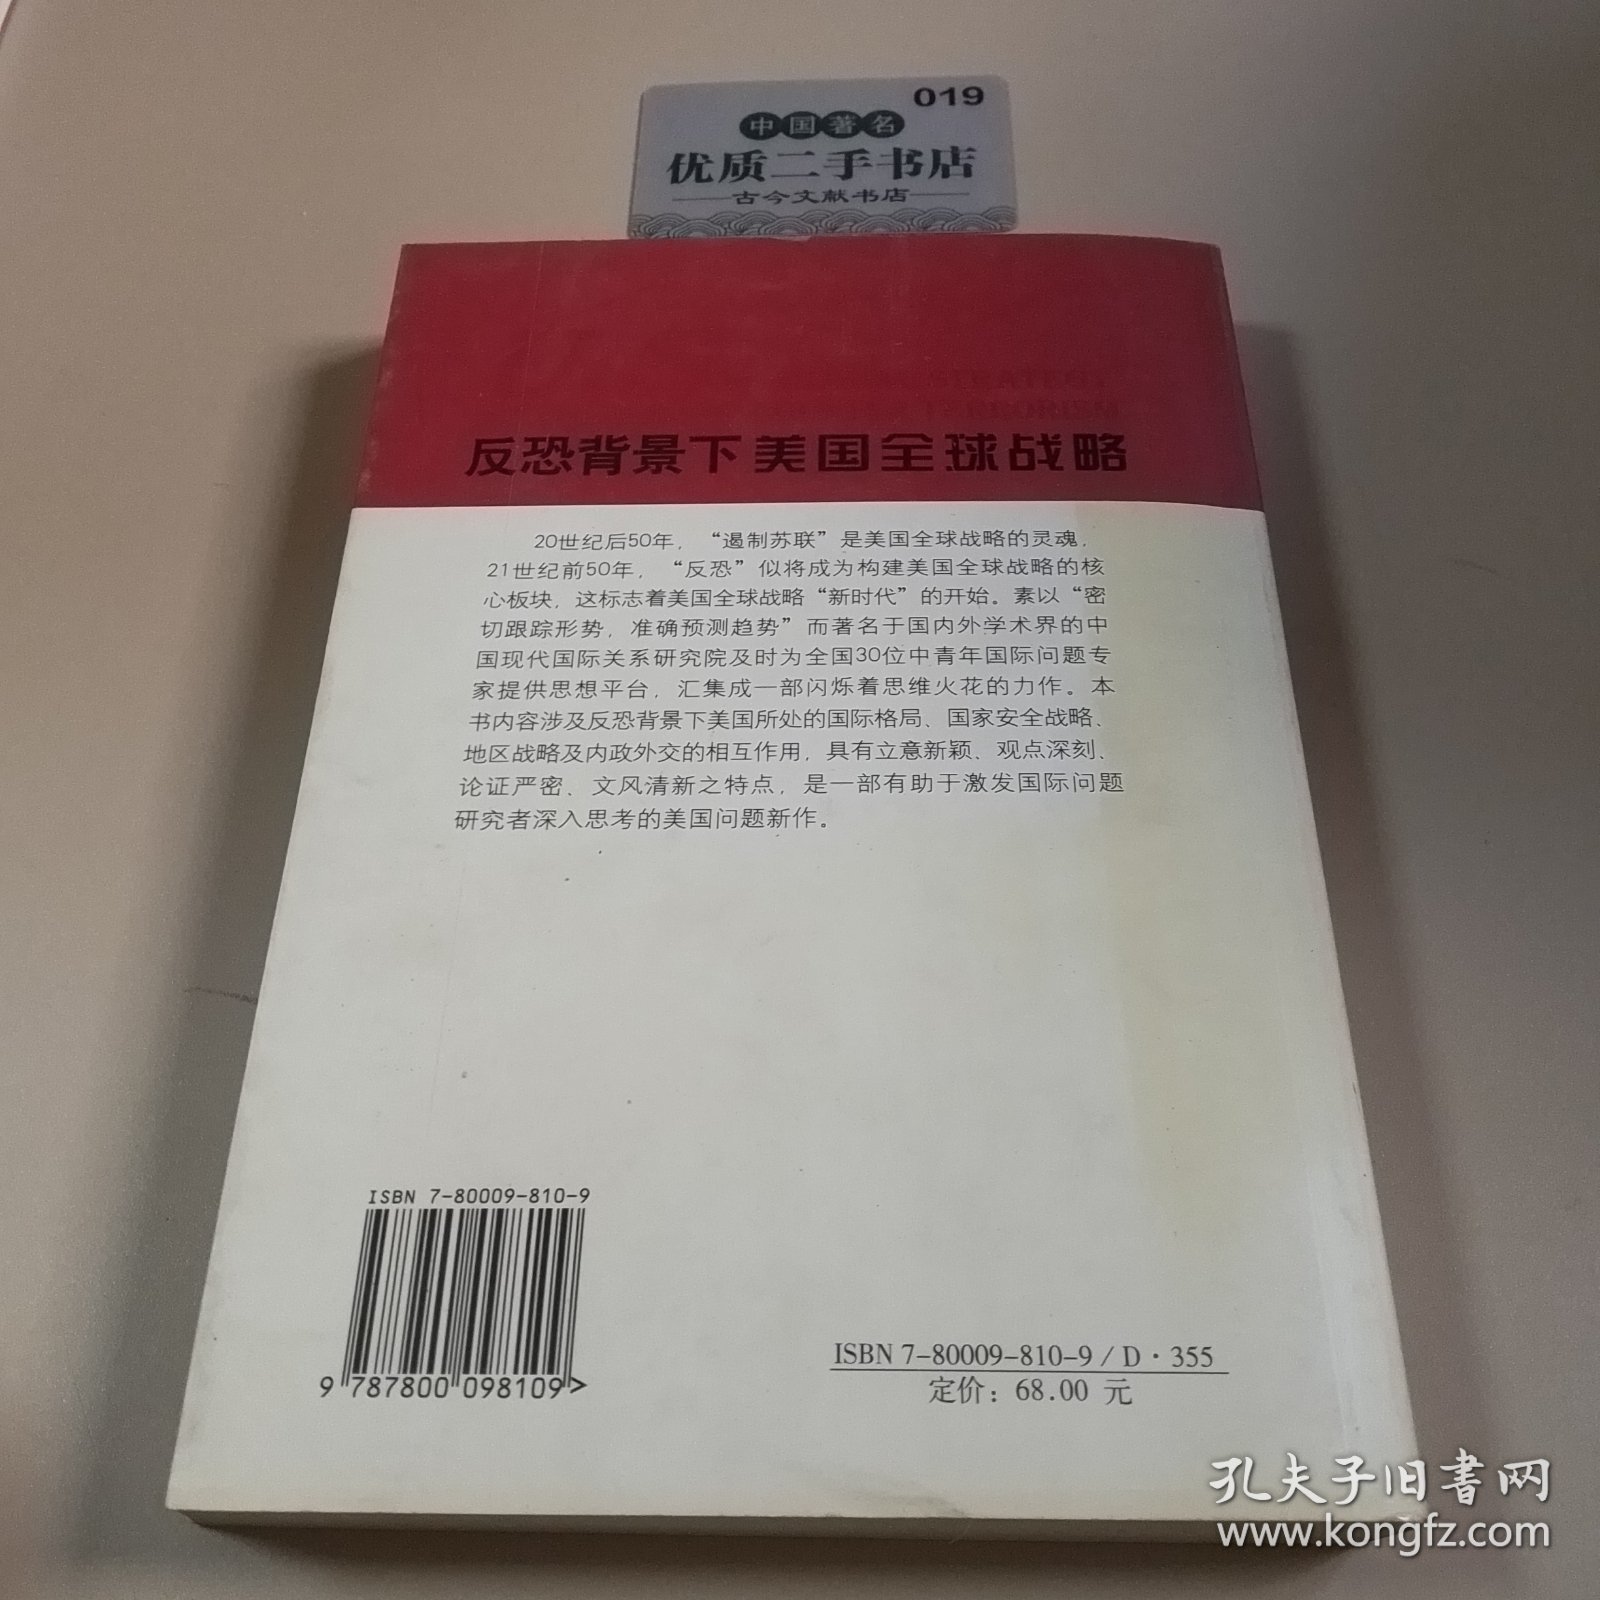 019
中国著名
优质二手书店
古今文献书店
反恐背景下美国全球战略
20世纪后50年，“遏制苏联”是美国全球战略的灵魂，
21世纪前50年，“反恐”似将成为构建美国全球战略的核
心板块，这标志着美国全球战略“新时代”的开始。素以“密
切跟踪形势，准确预测趋势”而著名于国内外学术界的中
国现代国际关系研究院及时为全国30位中青年国际问题专
家提供思想平台，汇集成一部闪烁着思维火花的力作。本
书内容涉及反恐背景下美国所处的国际格局、国家安全战略、
地区战略及内政外交的相互作用，具有立意新颖、观点深刻、
论证严密、文风清新之特点，是一部有助于激发国际问题
研究者深入思考的美国问题新作。
ISBN 7-80009-810-9
9 787800 098109>
ISBN 7-80009-810-9 / D·355
定价：68.00 元
孔夫子旧书网
www.kongfz.com